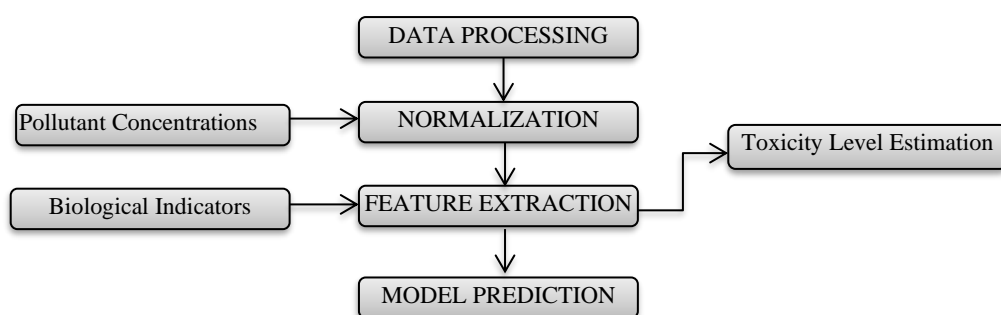 DATA PROCESSING
Pollutant Concentrations
NORMALIZATION
Toxicity Level Estimation
Biological Indicators
FEATURE EXTRACTION
MODEL PREDICTION